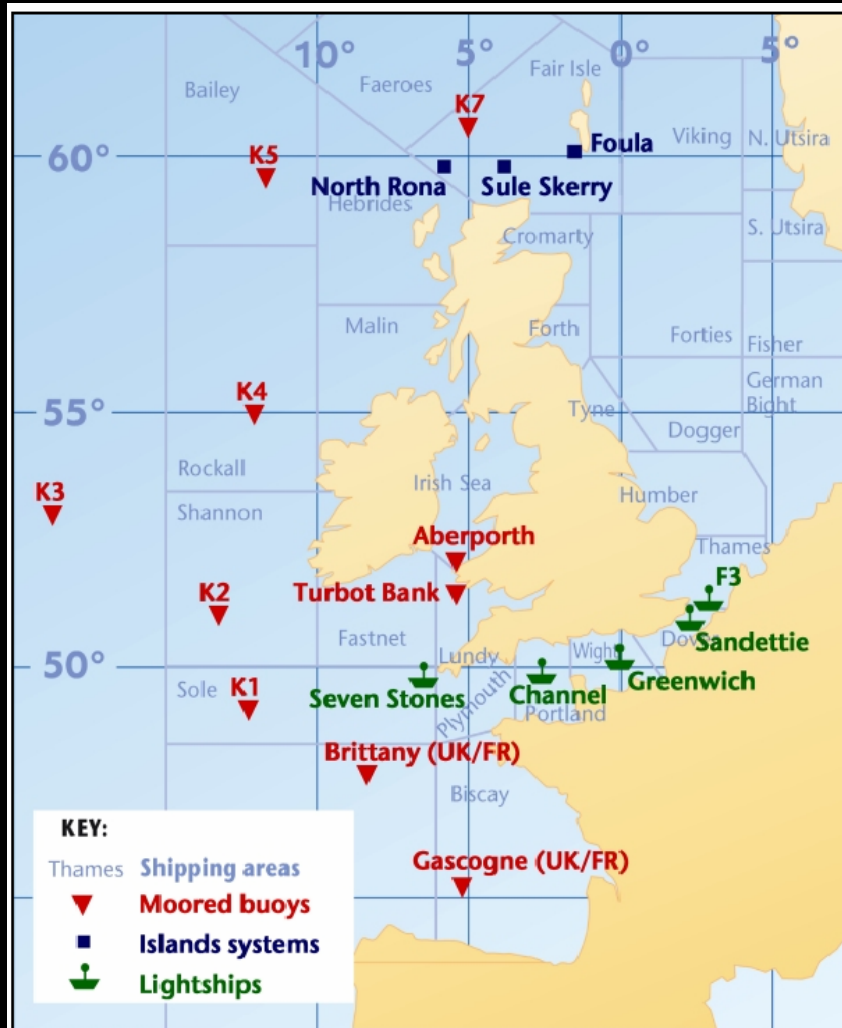 10°
5°
0°
5°
Fair Isle
Bailey
Faeroes
K7
Foula
Viking
N. Utsira
60°
K5
North Rona
Sule Skerry
Hebrides
Cromarty
S. Utsira
Malin
Forth
Forties
Fisher
German
Bight
K4
55°
Tyne
Dogger
Rockall
Irish Sea
K3
Humber
Shannon
Aberporth
Thames
F3
K2
Turbot Bank
Fastnet
Lundy
Wight
Dover
Sandettie
50°
Sole
K1
Seven Stones
Plymouth
Channel
Greenwich
Portland
Brittany (UK/FR)
Biscay
Gascogne (UK/FR)
KEY:
Thames Shipping areas
Moored buoys
Islands systems
Lightships